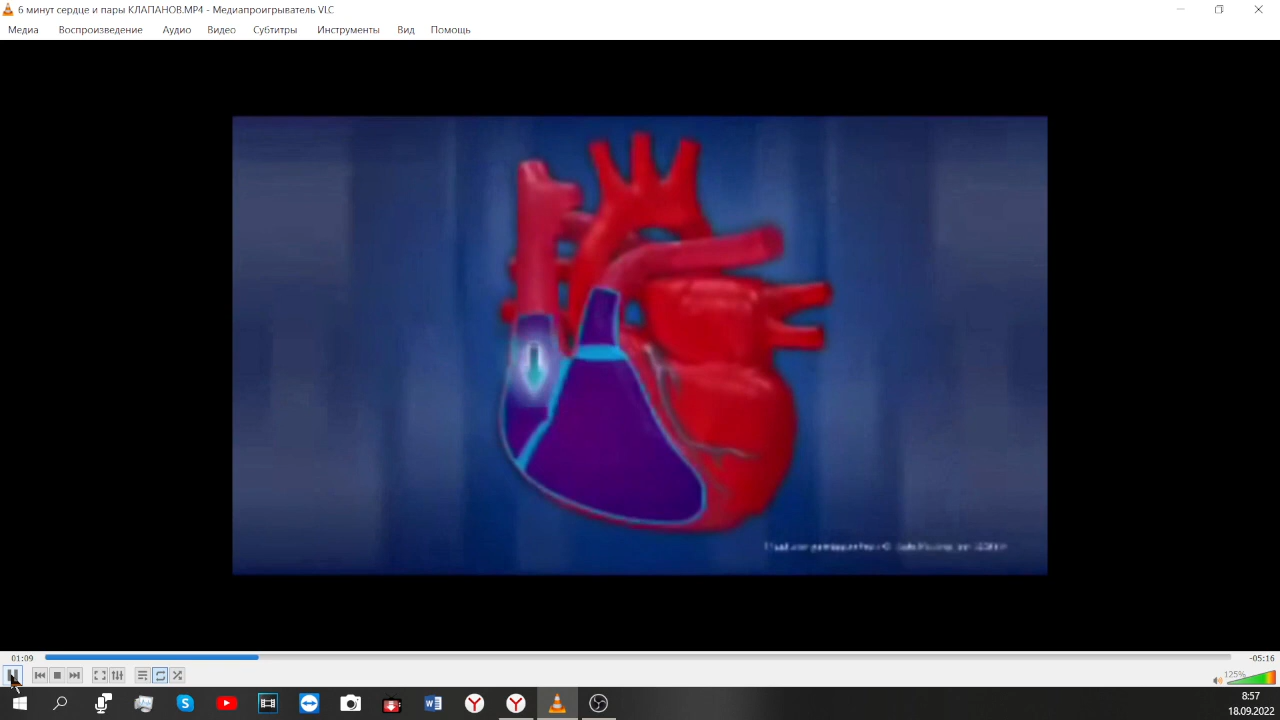 6 минут сердце и пары КЛАПАНОВ.MP4 - Медиапроигрыватель VLC
Медиа Воспроизведение Аудио Видео Субтитры Инструменты Вид Помощь
01:09 -05:16
125%
8:57
18.09.2022